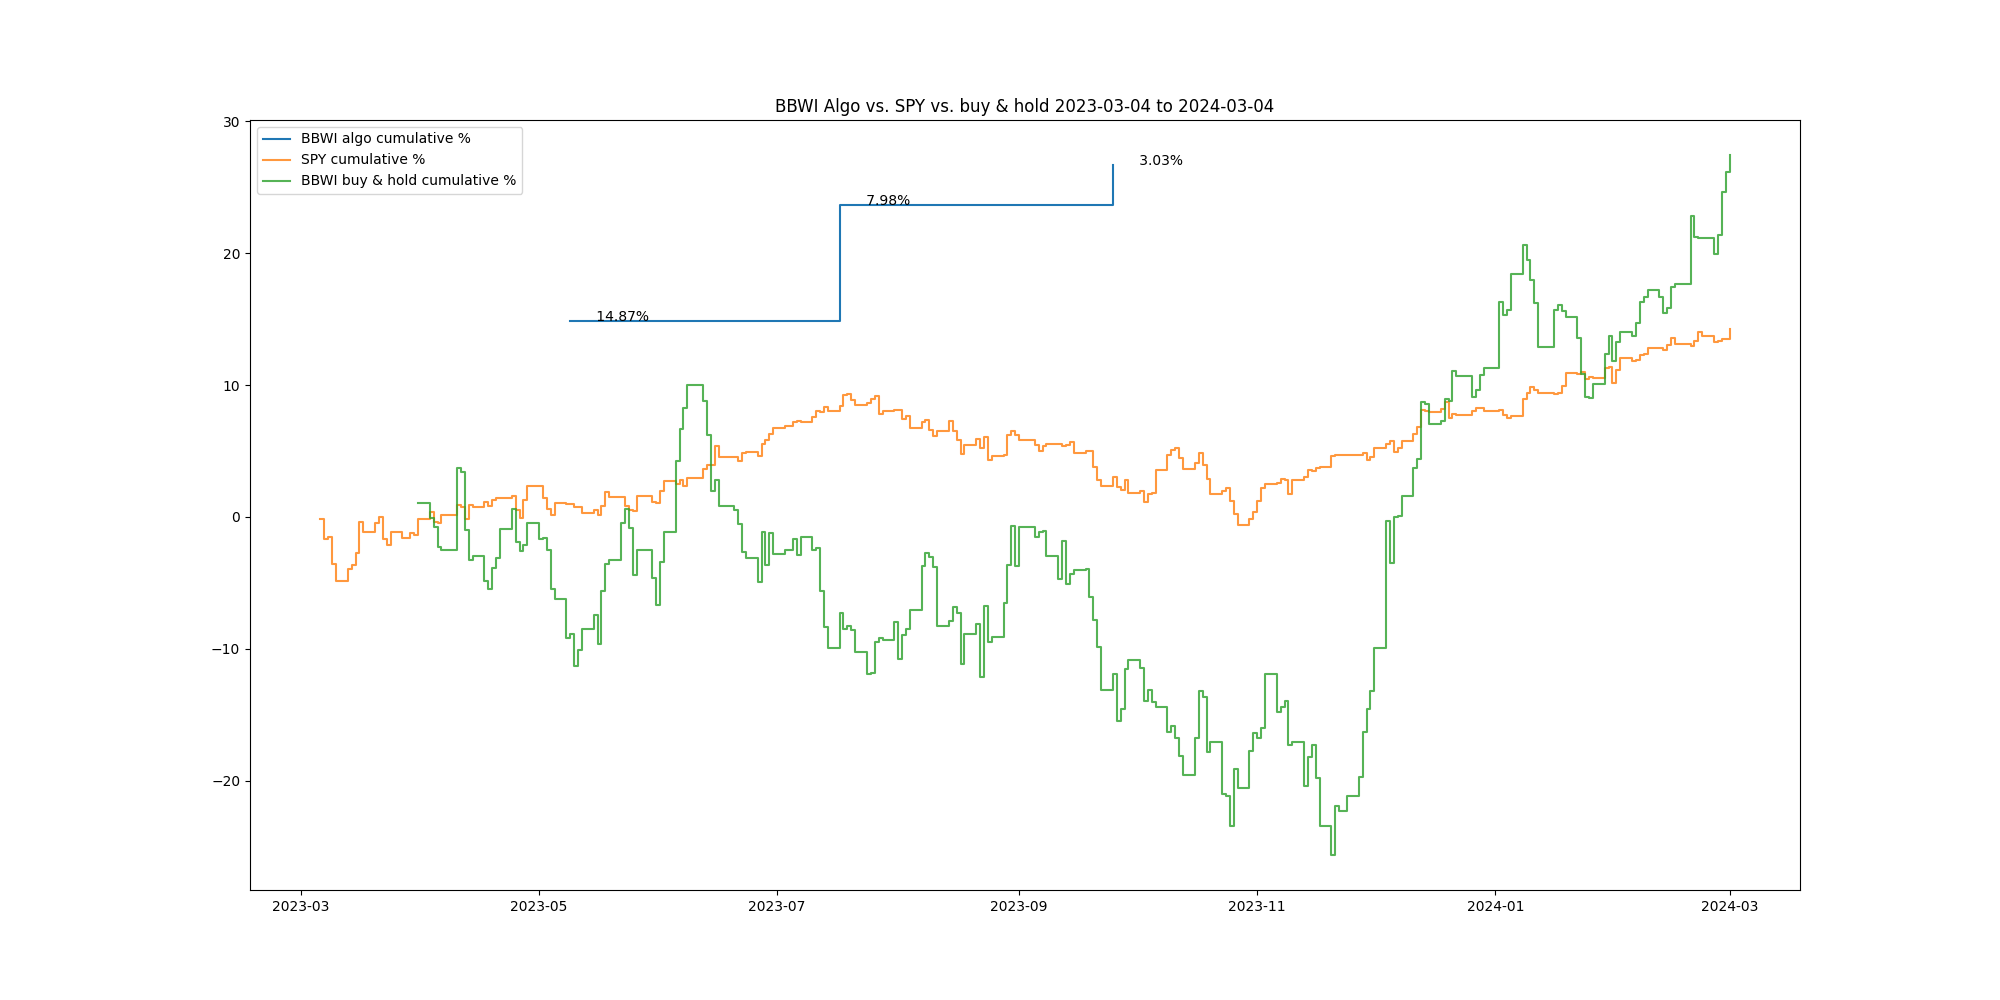 BBWI Algo vs. SPY vs. buy & hold 2023-03-04 to 2024-03-04
30
20
10
0
−10
−20
BBWI algo cumulative %
SPY cumulative %
BBWI buy & hold cumulative %
3.03%
7.98%
14.87%
2023-03 2023-05 2023-07 2023-09 2023-11 2024-01 2024-03